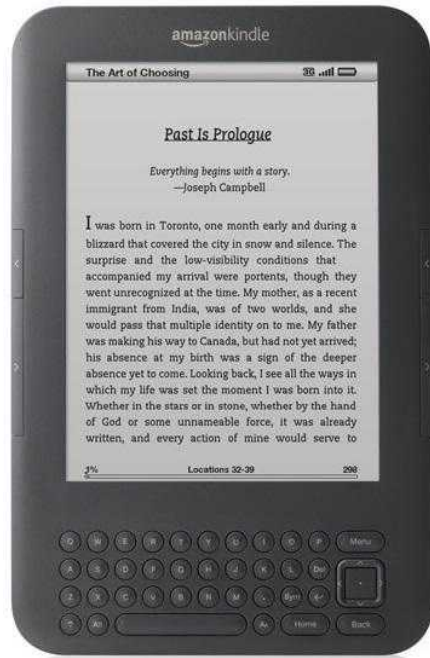 amazonkindle
The Art of Choosing 3G
Past Is Prologue
Everything begins with a story.
—Joseph Campbell
I was born in Toronto, one month early and during a
blizzard that covered the city in snow and silence. The
surprise and the low-visibility conditions that
accompanied my arrival were portents, though they
went unrecognized at the time. My mother, as a recent
immigrant from India, was of two worlds, and she
would pass that multiple identity on to me. My father
was making his way to Canada, but had not yet arrived;
his absence at my birth was a sign of the deeper
absence yet to come. Looking back, I see all the ways in
which my life was set the moment I was born into it.
Whether in the stars or in stone, whether by the hand
of God or some unnameable force, it was already
written, and every action of mine would serve to
1% Locations 32-39 298
Q W E R T Y U I O P Menu
A S D F G H J K L Del
Z X C V B N M . Sym
Alt Aa Home Back